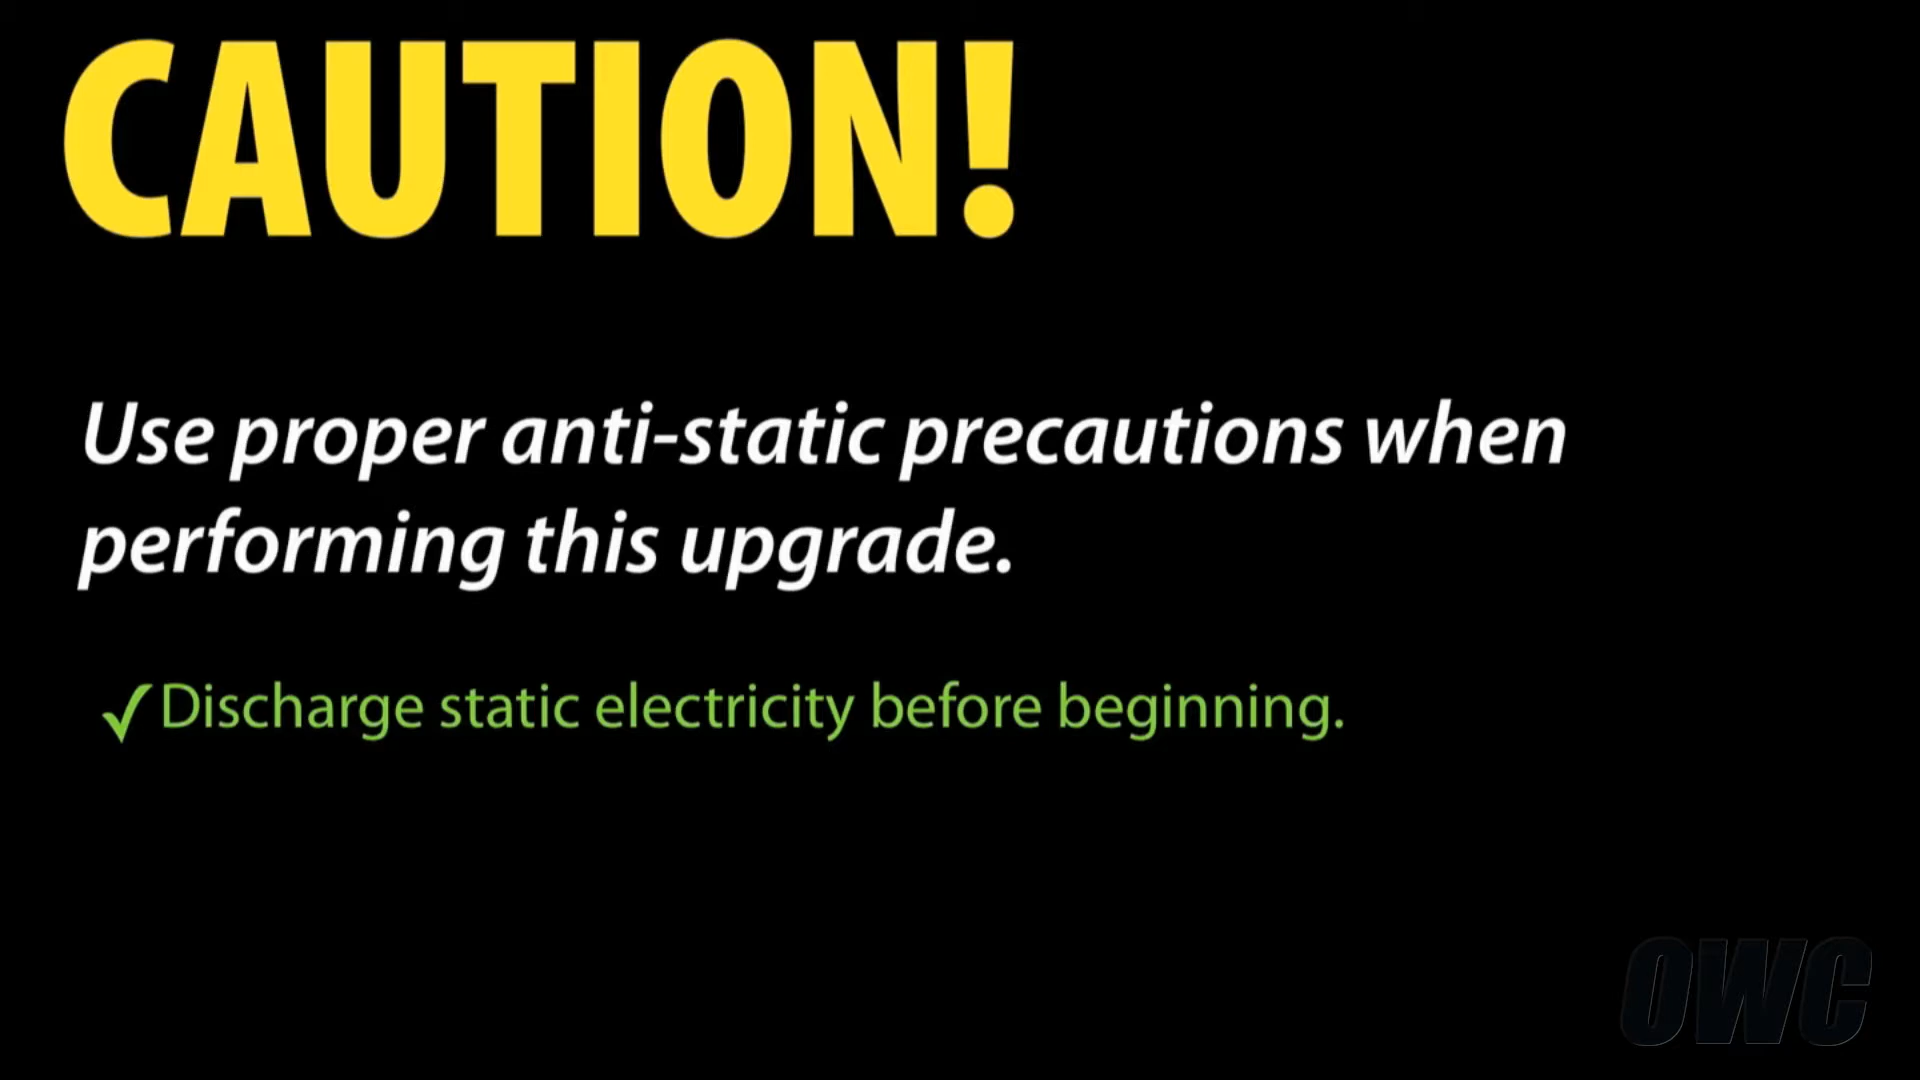 CAUTION!
Use proper anti-static precautions when
performing this upgrade.
✓Discharge static electricity before beginning.
OWC